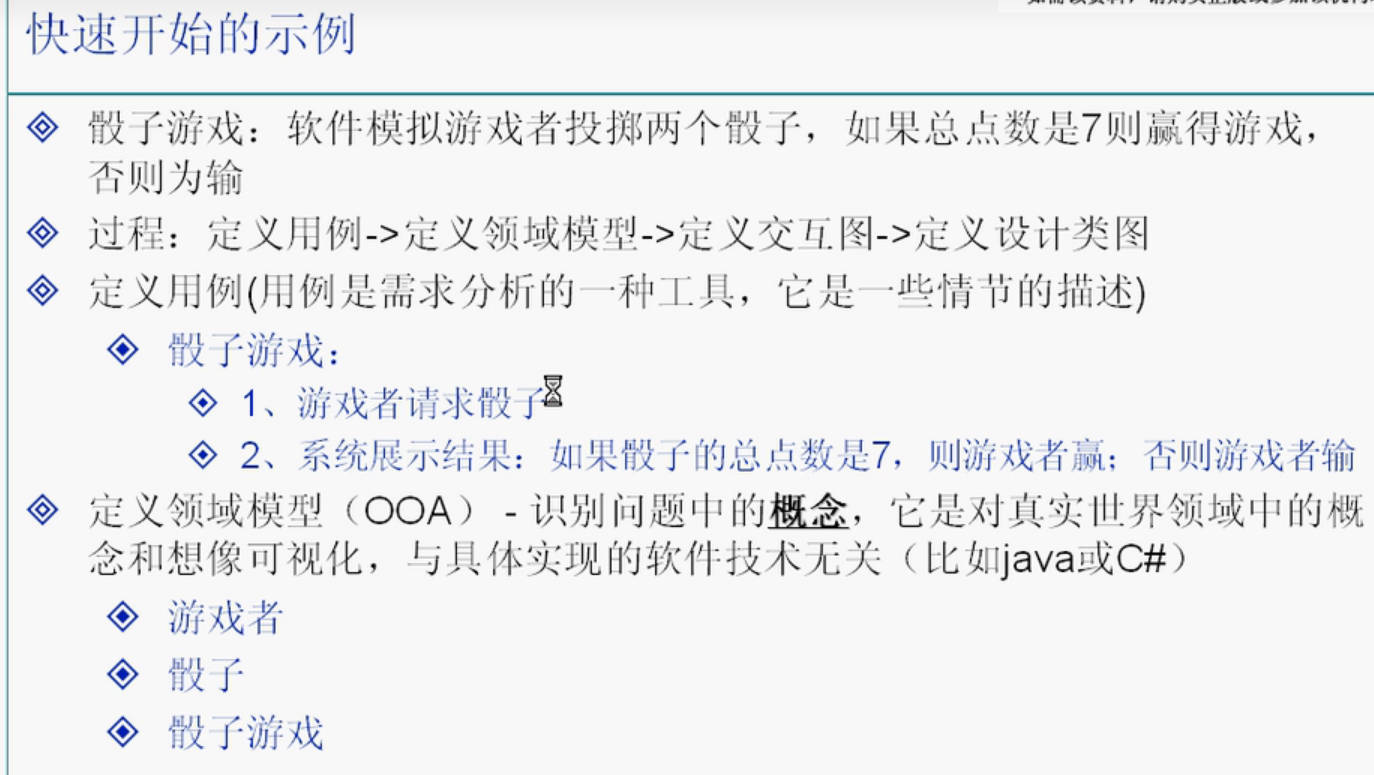 快速开始的示例
骰子游戏：软件模拟游戏者投掷两个骰子，如果总点数是7则赢得游戏，
否则为输
过程：定义用例->定义领域模型->定义交互图->定义设计类图
定义用例(用例是需求分析的一种工具，它是一些情节的描述)
骰子游戏：
1、游戏者请求骰子
2、系统展示结果：如果骰子的总点数是7，则游戏者赢；否则游戏者输
定义领域模型（OOA） - 识别问题中的概念，它是对真实世界领域中的概
念和想像可视化，与具体实现的软件技术无关（比如java或C#）
游戏者
骰子
骰子游戏